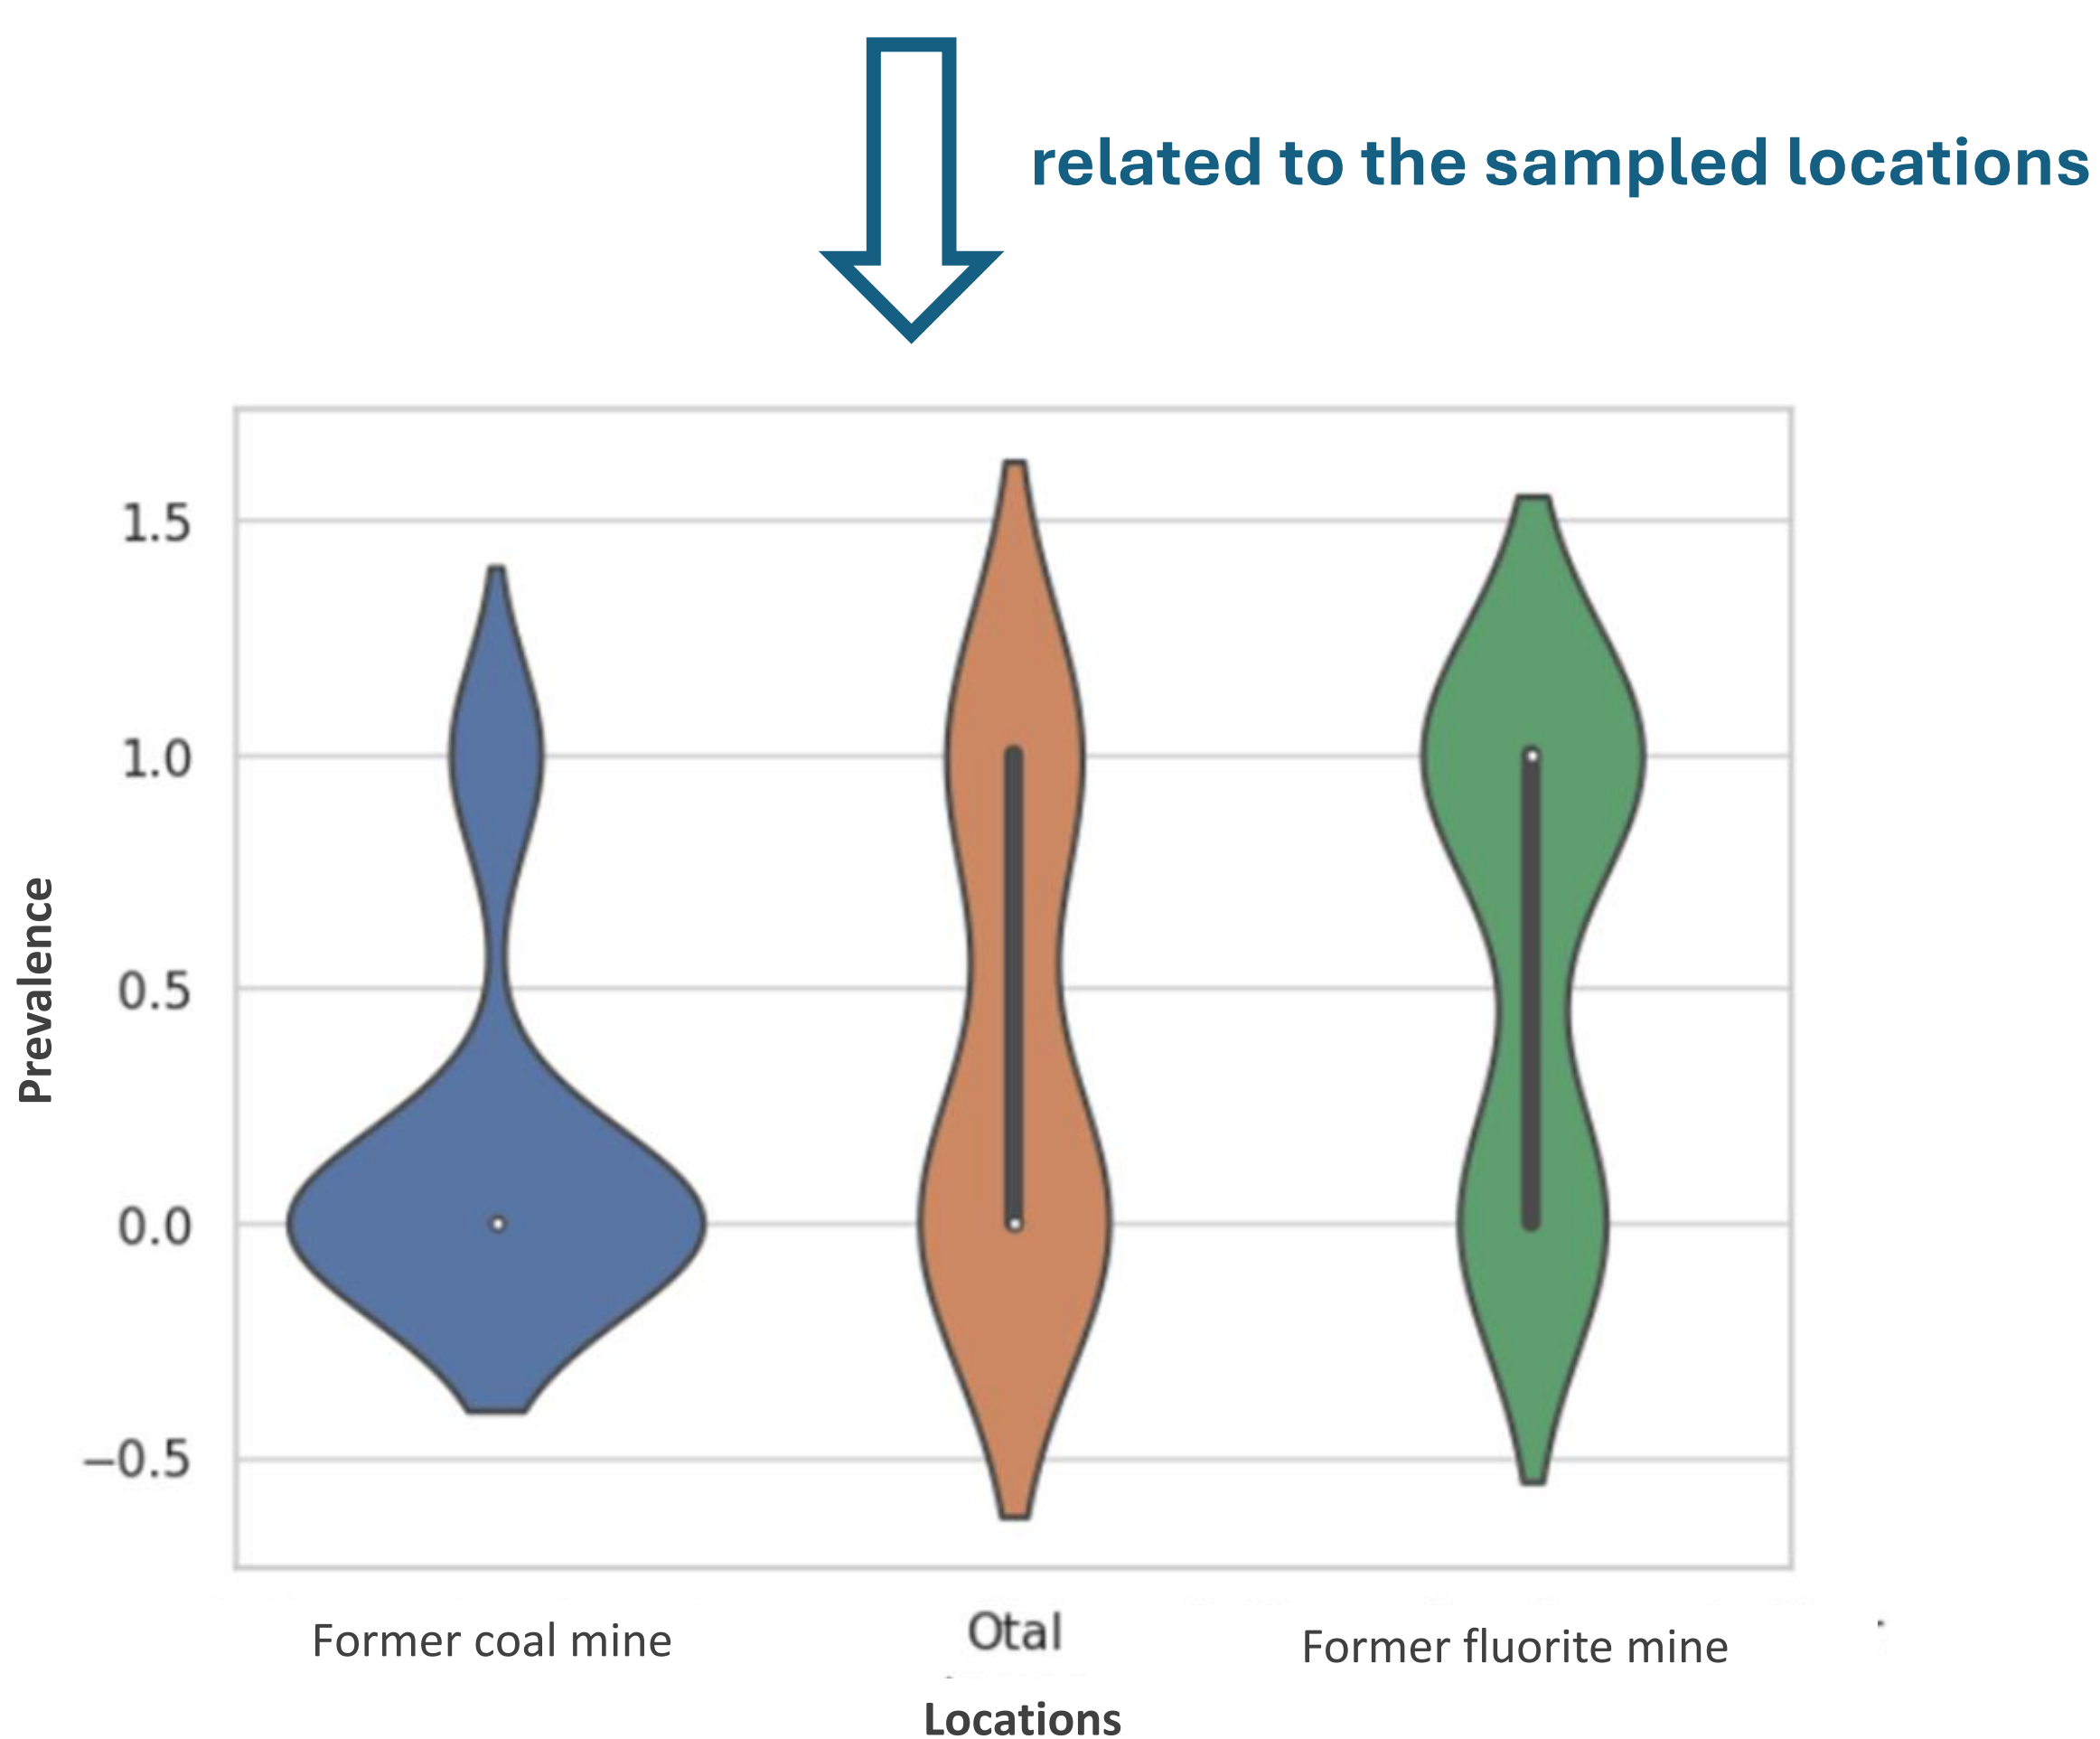 related to the sampled locations
1.5
1.0
0.5
0.0
−0.5
Prevalence
Former coal mine
Otal
Former fluorite mine
Locations